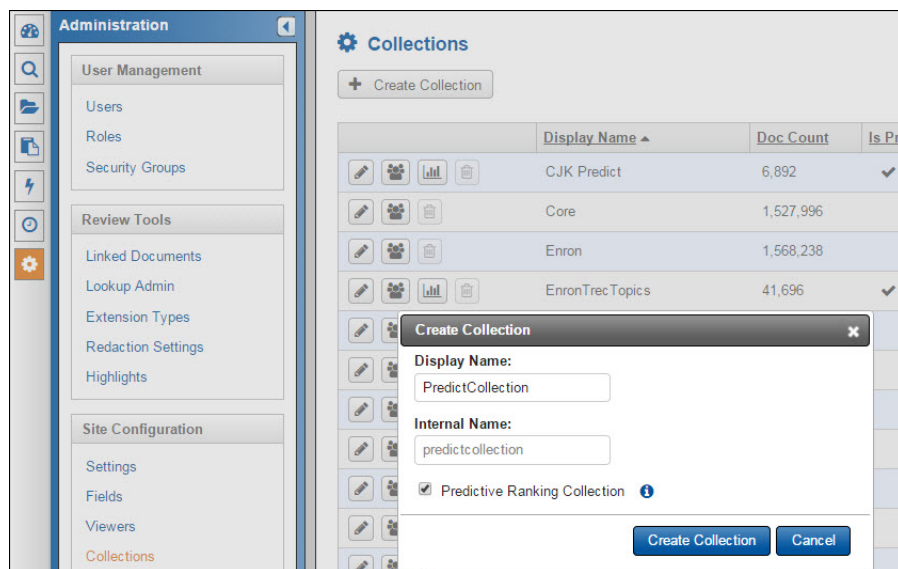 Administration
User Management
Users
Roles
Security Groups
Review Tools
Linked Documents
Lookup Admin
Extension Types
Redaction Settings
Highlights
Site Configuration
Settings
Fields
Viewers
Collections
Collections
+ Create Collection
Display Name Doc Count Is Pr
CJK Predict 6,892
Core 1,527,996
Enron 1,568,238
EnronTrecTopics 41,696
Create Collection
Display Name:
PredictCollection
Internal Name:
predictcollection
Predictive Ranking Collection
Create Collection Cancel